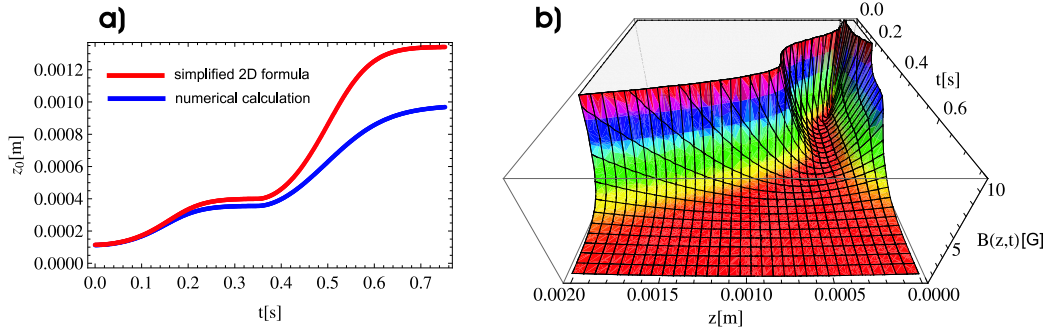 a)
0.0012
0.0010
0.0008
0.0006
0.0004
0.0002
0.0000
z0[m]
simplified 2D formula
numerical calculation
0.0 0.1 0.2 0.3 0.4 0.5 0.6 0.7
t[s]
b)
0.0
0.2
0.4
t[s]
0.6
10
B(z,t)[G]
5
0.0020 0.0015 0.0010 0.0005 0.0000
z[m]